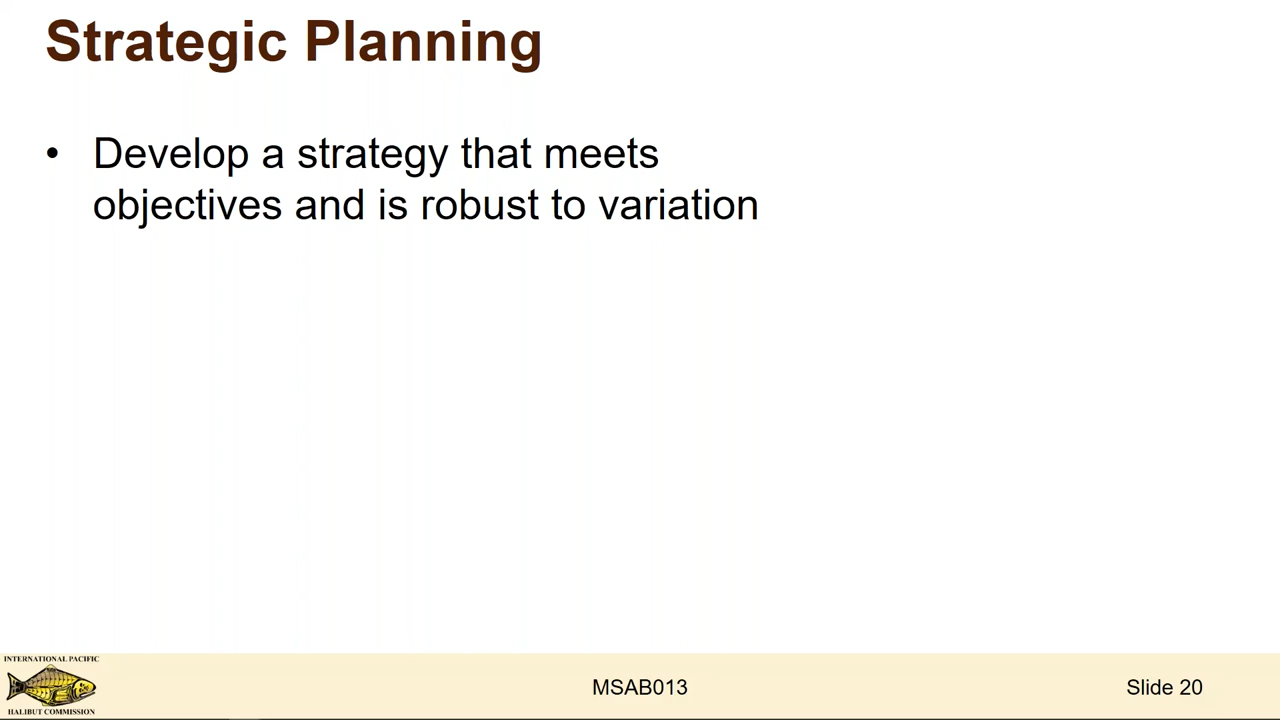 Strategic Planning
• Develop a strategy that meets
objectives and is robust to variation
INTERNATIONAL PACIFIC
HALIBUT COMMISSION
MSAB013
Slide 20